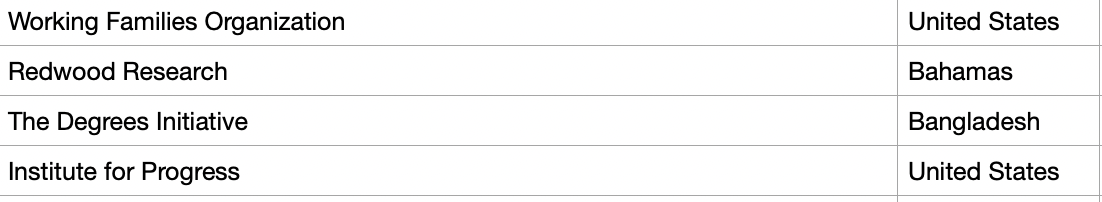 Working Families Organization United States
Redwood Research Bahamas
The Degrees Initiative Bangladesh
Institute for Progress United States